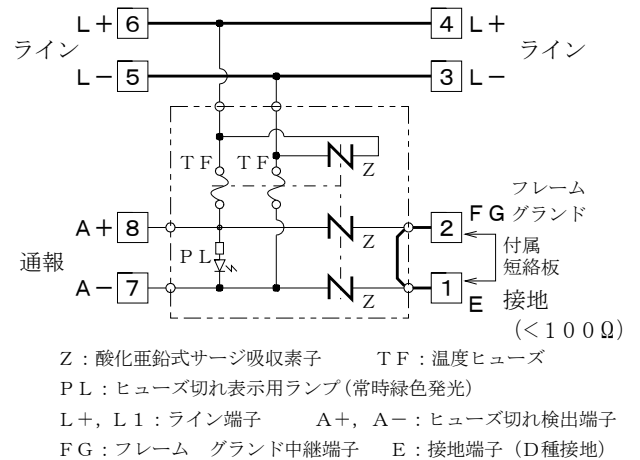 L+ 6 4 L+
ライン ライン
L− 5 3 L−
TF TF Z
フレーム
A+ 8 Z 2 FG グランド
通報 PL 付属
短絡板
A− 7 Z 1 E 接地
(<100Ω)
Z：酸化亜鉛式サージ吸収素子 TF：温度ヒューズ
PL：ヒューズ切れ表示用ランプ(常時緑色発光)
L+，L1：ライン端子 A+，A−：ヒューズ切れ検出端子
FG：フレーム グランド中継端子 E：接地端子（D種接地）